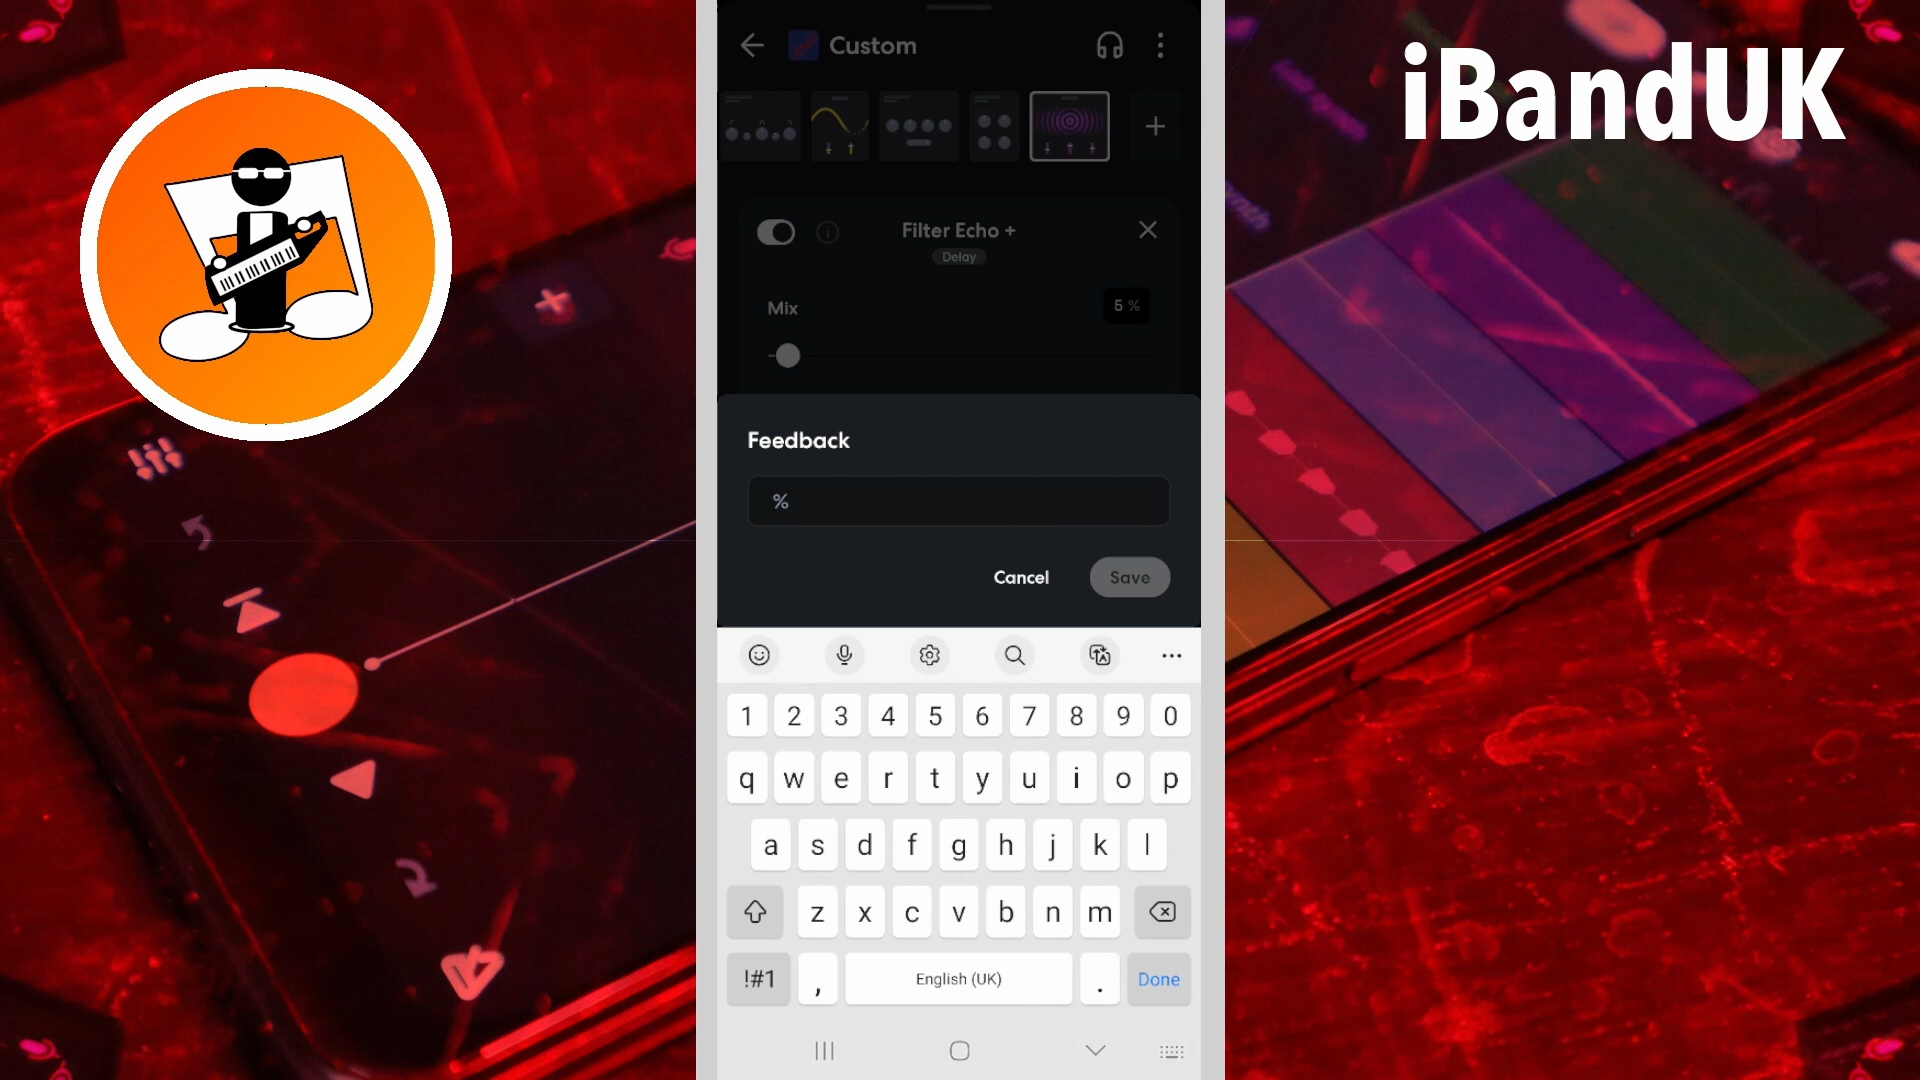 iBandUK
Custom
Filter Echo +
Delay
Mix
5 %
Feedback
%
Cancel
Save
1 2 3 4 5 6 7 8 9 0
q w e r t y u i o p
a s d f g h j k l
z x c v b n m
!#1 , English (UK) . Done